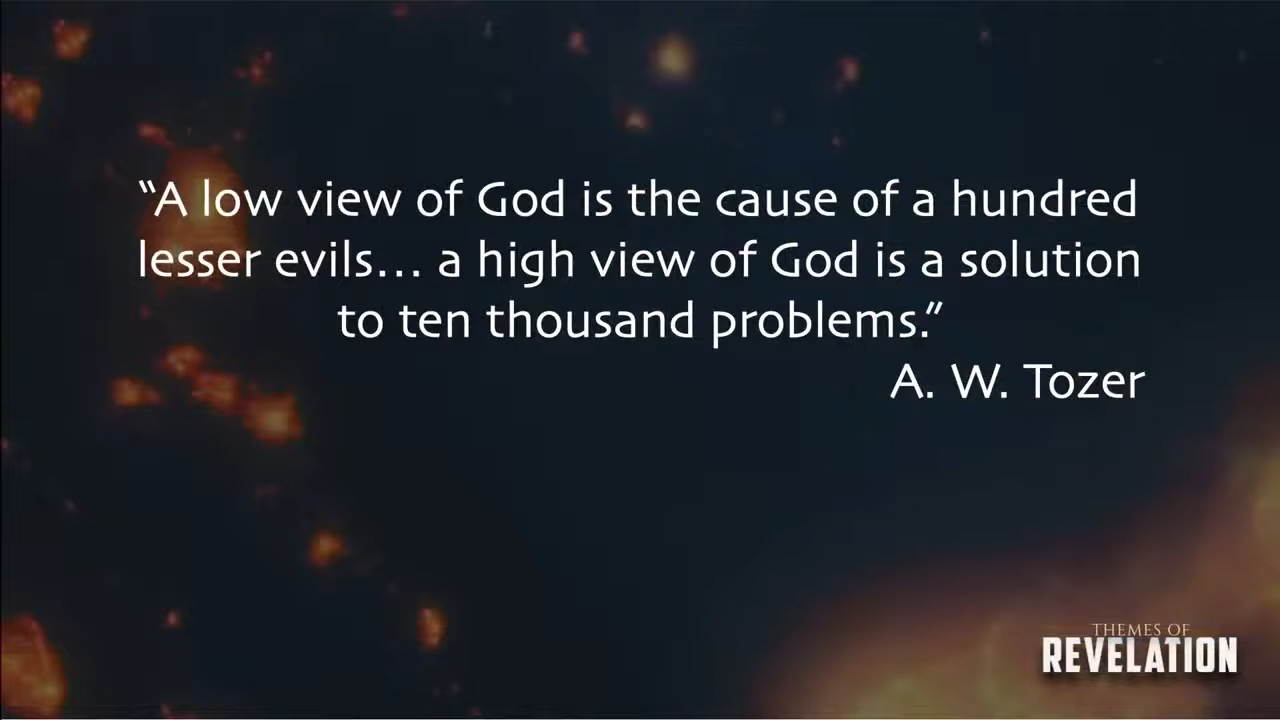 “A low view of God is the cause of a hundred
lesser evils... a high view of God is a solution
to ten thousand problems.”
A. W. Tozer
THEMES OF
REVELATION